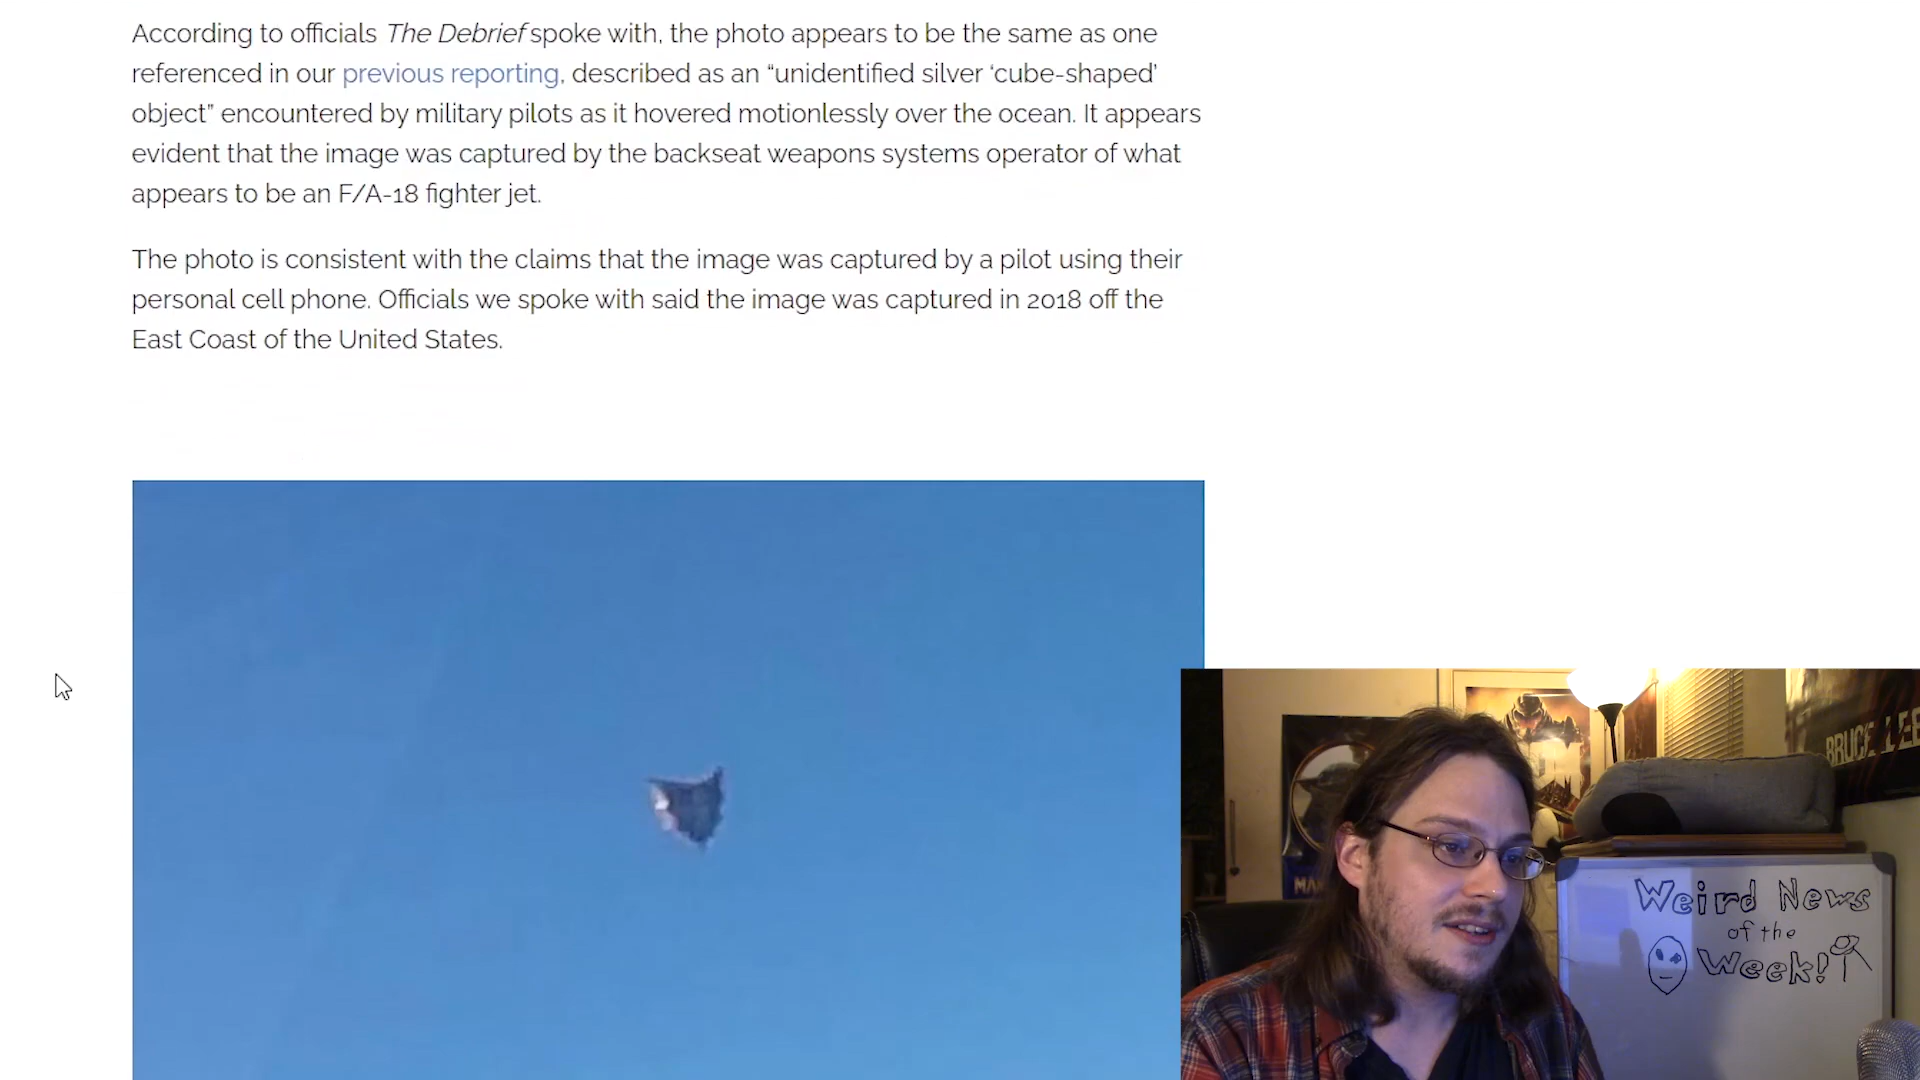 According to officials The Debrief spoke with, the photo appears to be the same as one
referenced in our previous reporting, described as an “unidentified silver ‘cube-shaped’
object” encountered by military pilots as it hovered motionlessly over the ocean. It appears
evident that the image was captured by the backseat weapons systems operator of what
appears to be an F/A-18 fighter jet.
The photo is consistent with the claims that the image was captured by a pilot using their
personal cell phone. Officials we spoke with said the image was captured in 2018 off the
East Coast of the United States.
BRUCE LEE
Weird News
of the
Week!